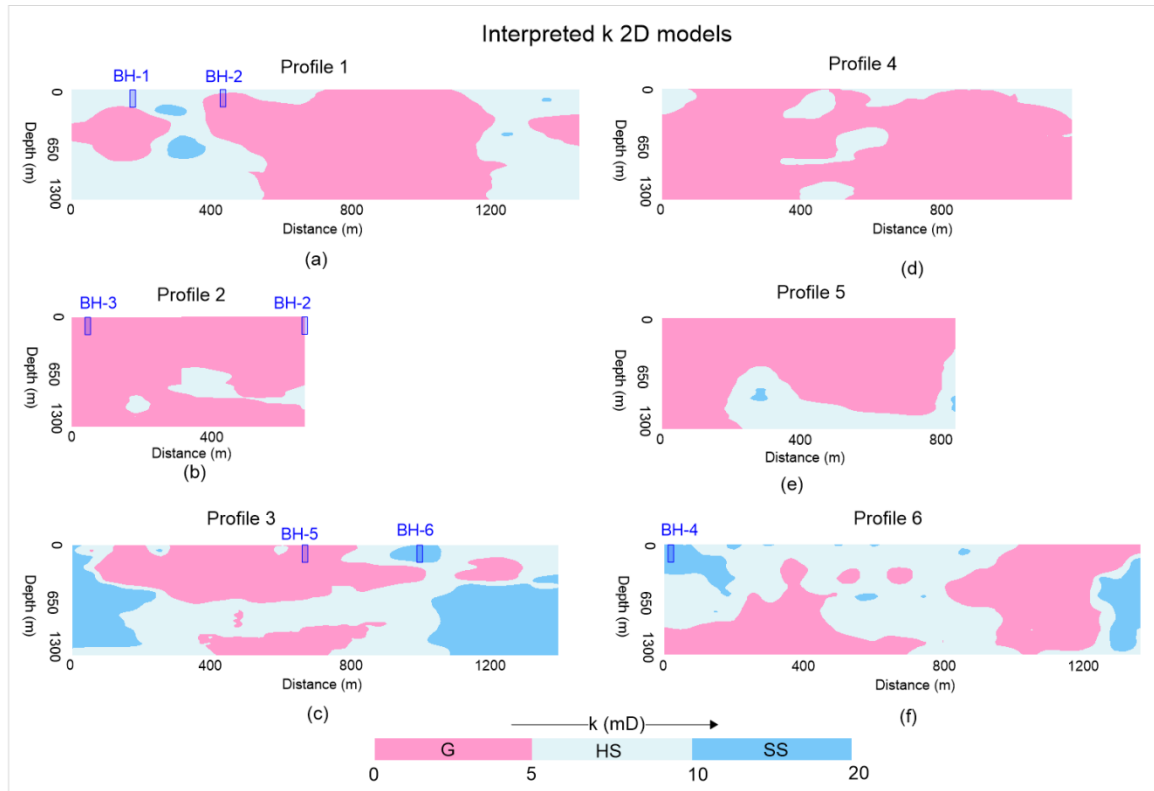 Interpreted k 2D models
Profile 1
BH-1
BH-2
Depth (m)
0
650
1300
0
400
800
1200
Distance (m)
(a)
Profile 4
Depth (m)
0
650
1300
0
400
800
Distance (m)
(d)
Profile 2
BH-3
BH-2
Depth (m)
0
650
1300
0
400
Distance (m)
(b)
Profile 5
Depth (m)
0
650
1300
0
400
800
Distance (m)
(e)
Profile 3
BH-5
BH-6
Depth (m)
0
650
1300
0
400
800
1200
Distance (m)
(c)
Profile 6
BH-4
Depth (m)
0
650
1300
0
400
800
1200
Distance (m)
(f)
k (mD)
G HS SS
0 5 10 20